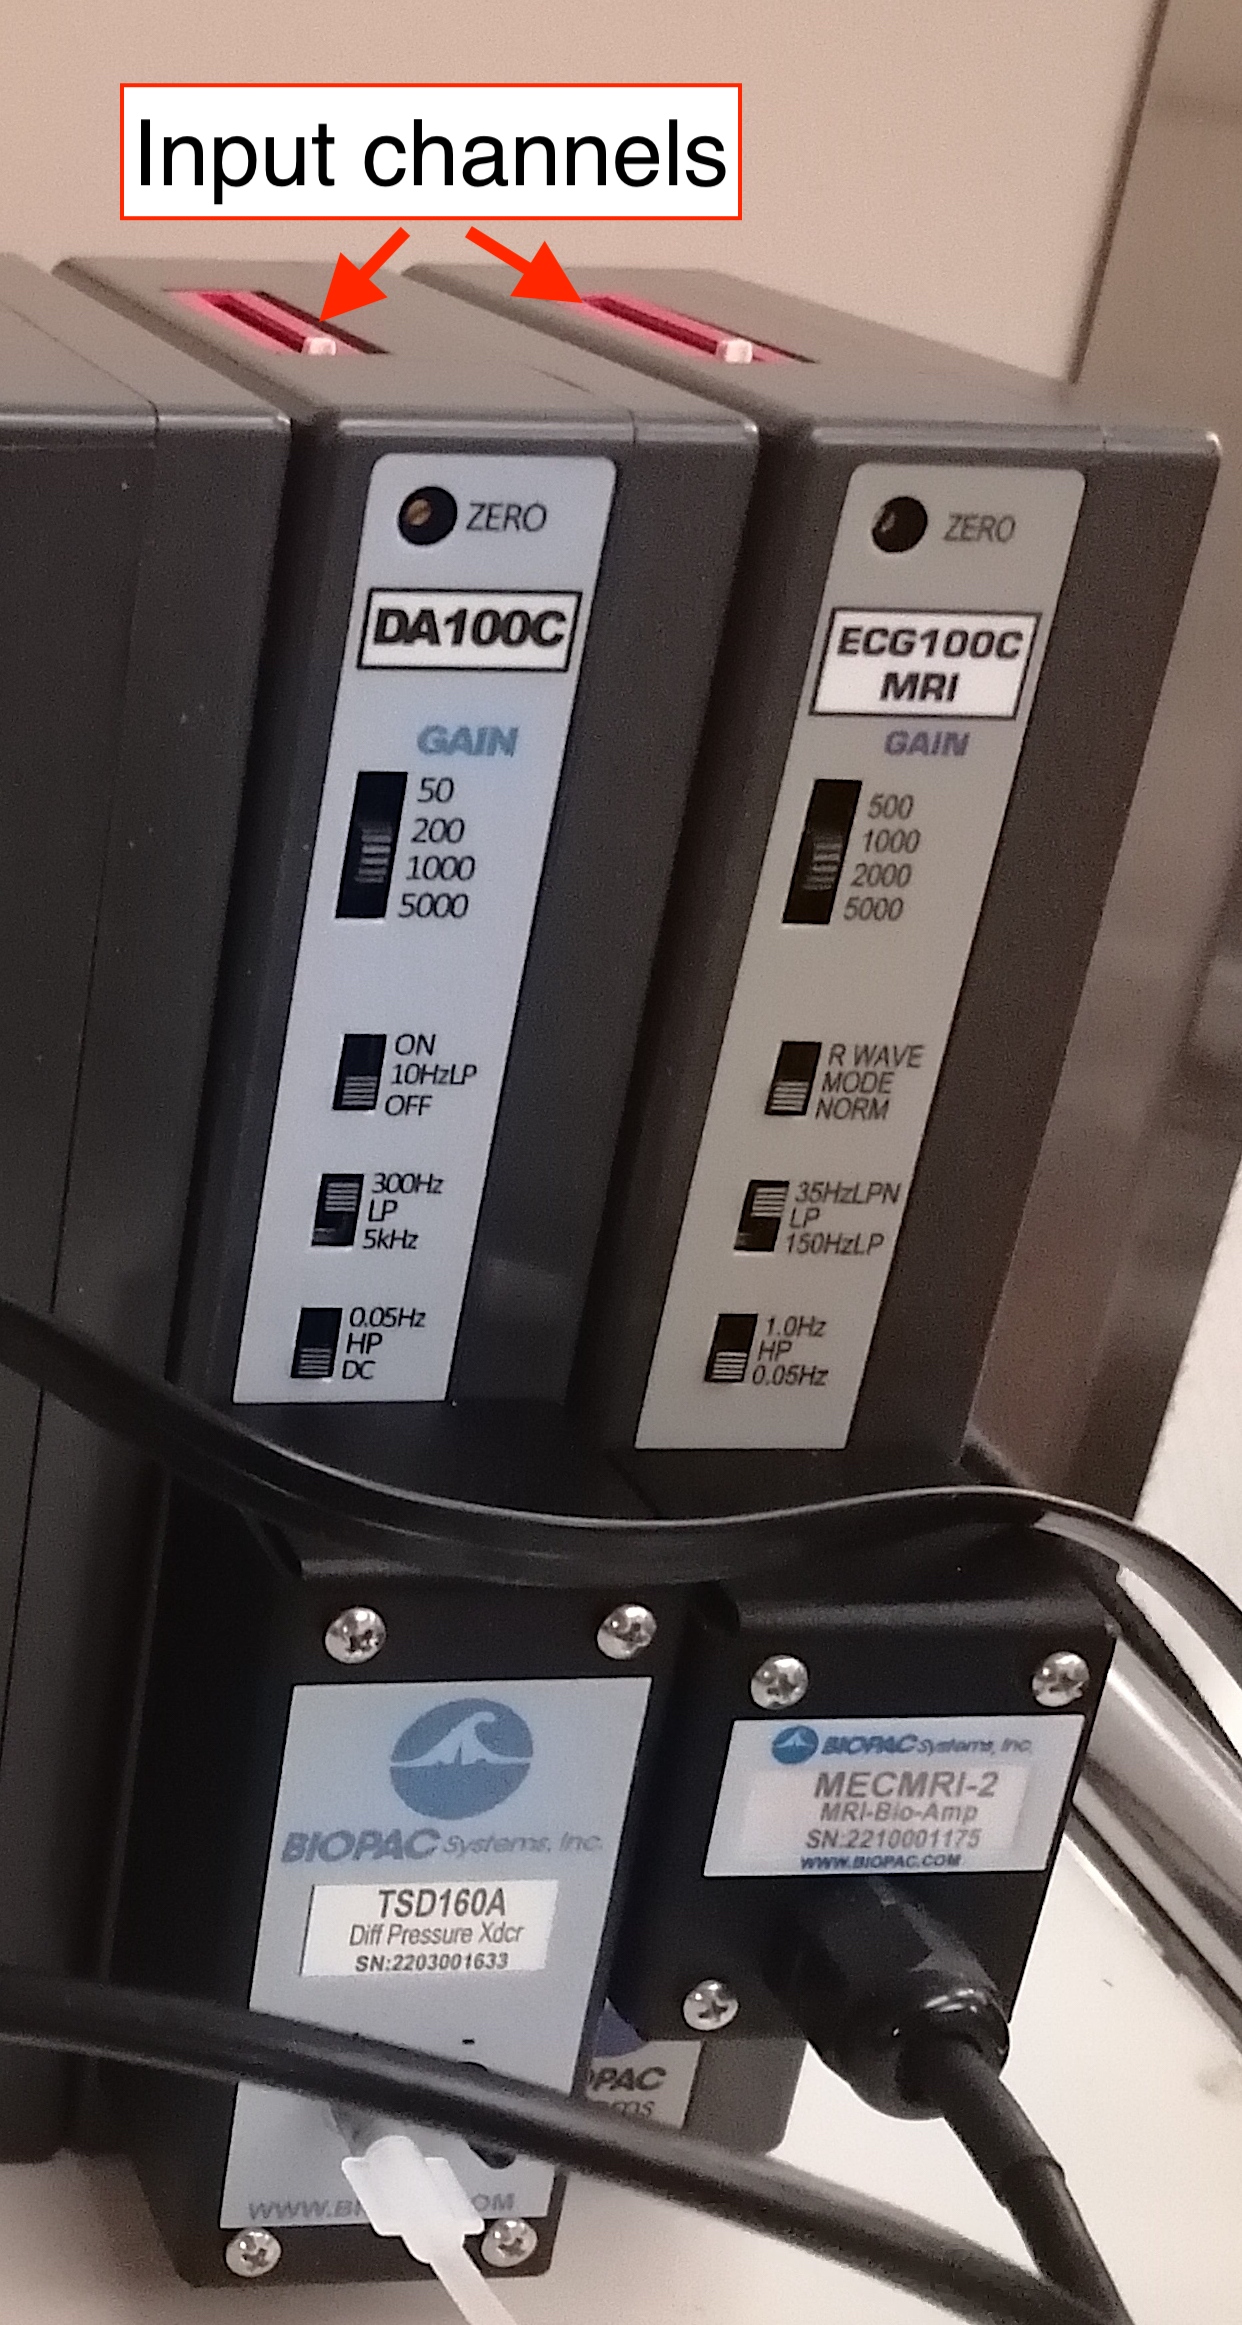 Input channels
ZERO
DA100C
GAIN
50
200
1000
5000
ON
10HzLP
OFF
300Hz
LP
5kHz
0.05Hz
HP
DC
ZERO
ECG100C
MRI
GAIN
500
1000
2000
5000
R WAVE
MODE
NORM
35HzLPN
LP
150HzLP
1.0Hz
HP
0.05Hz
BIOPAC Systems, Inc.
TSD160A
Diff Pressure Xdcr
SN:2203001633
-
BIOPAC Systems, Inc.
MECMRI-2
MRI-Bio-Amp
SN:2210001175
WWW.BIOPAC.COM